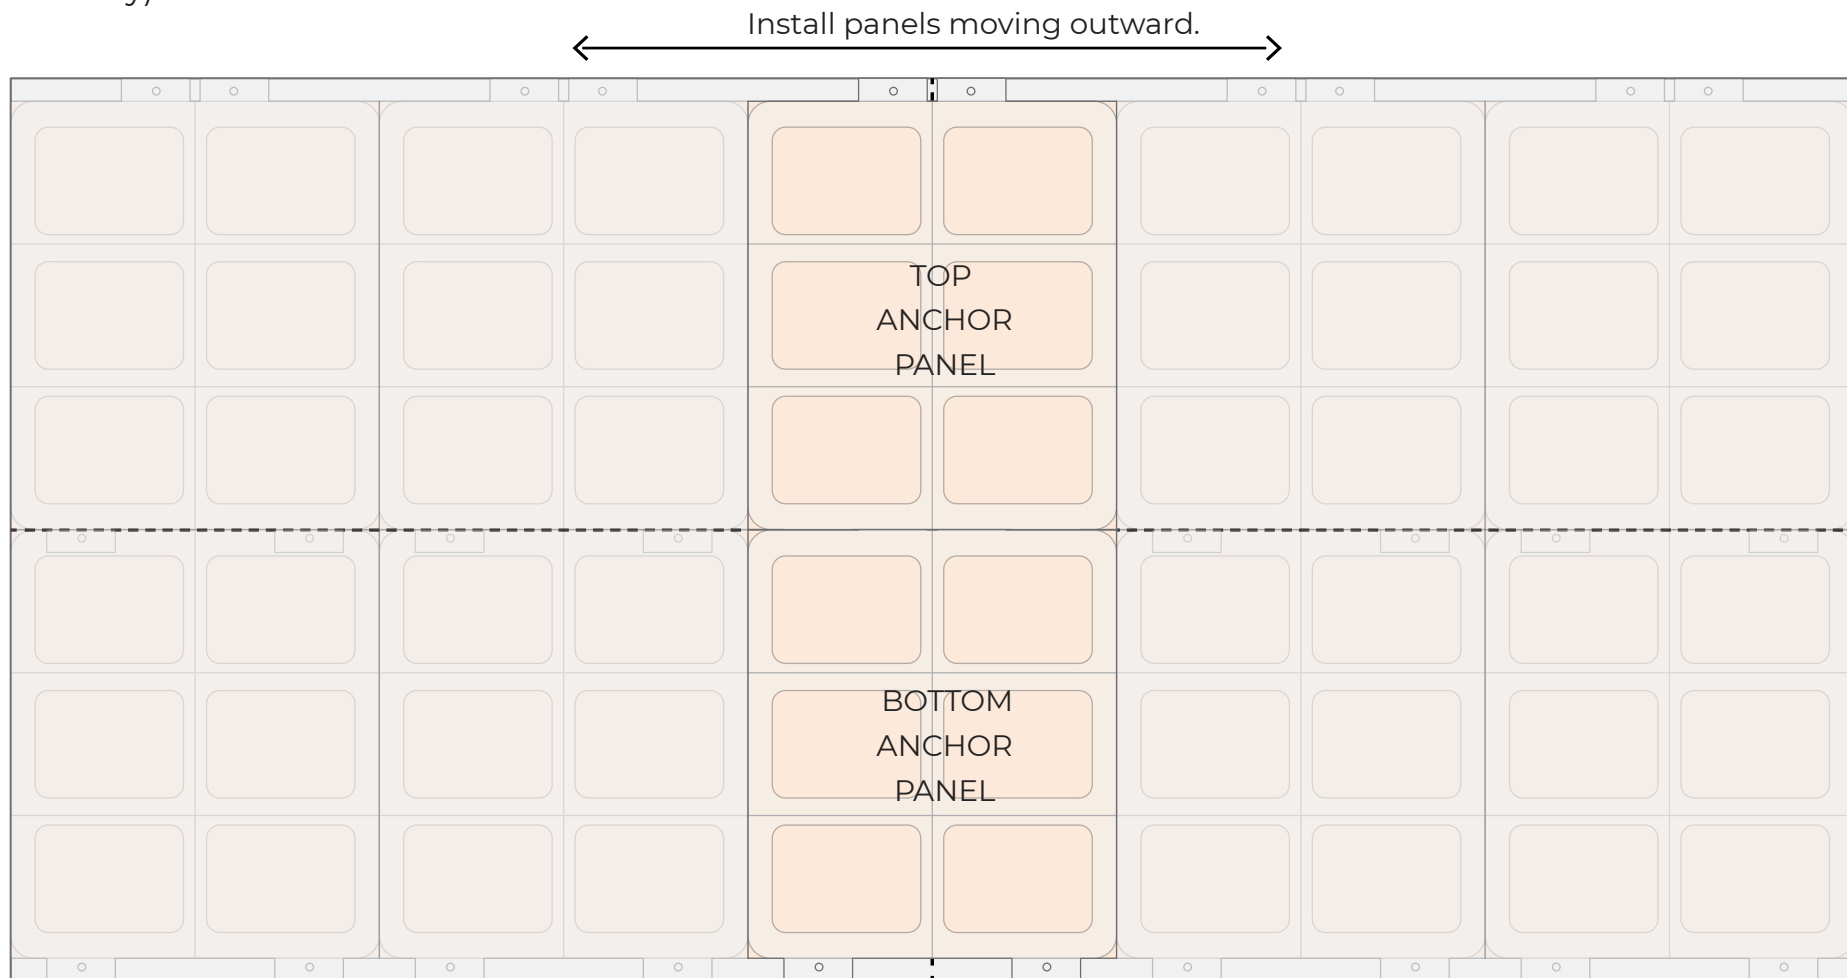 Install panels moving outward.
TOP
ANCHOR
PANEL
BOTTOM
ANCHOR
PANEL